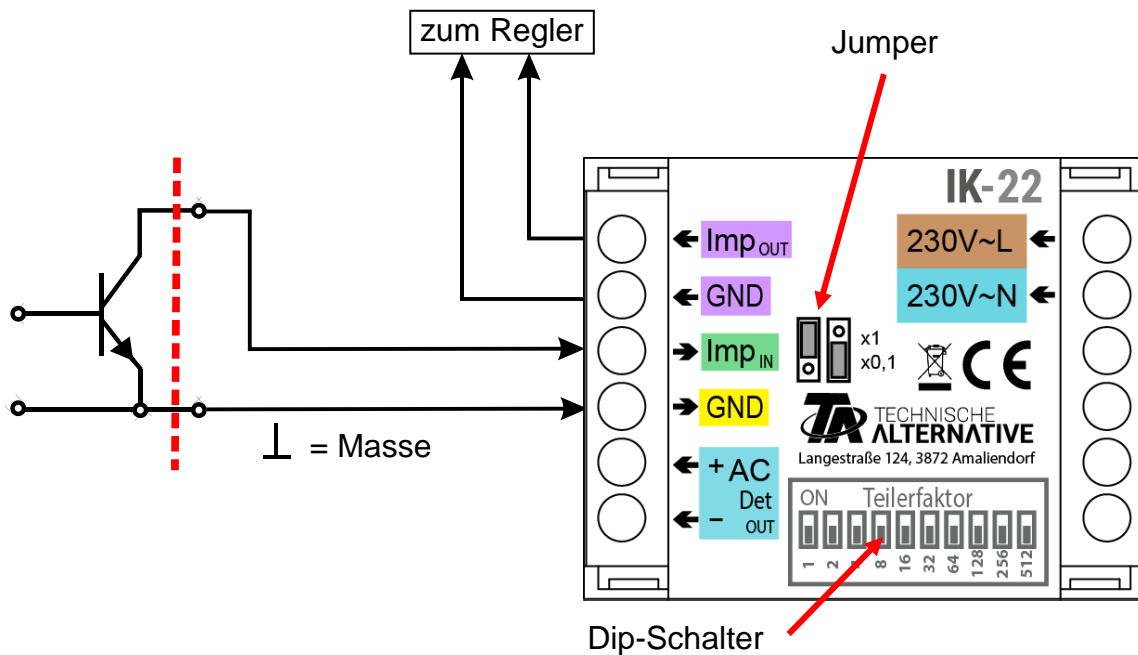 zum Regler
Jumper
IK-22
Imp OUT
230V~L
GND
230V~N
Imp IN
x1
x0,1
CE
GND
TA TECHNISCHE
ALTERNATIVE
Langestraße 124, 3872 Amaliendorf
= Masse
+ AC
Det
- OUT
ON Teilerfaktor
1 2 8 16 32 64 128 256 512
Dip-Schalter